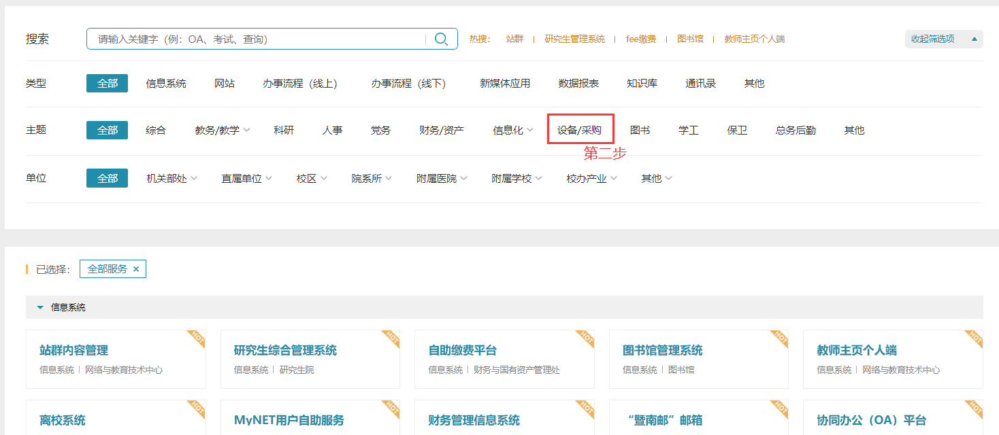 搜索 请输入关键字（例：OA、考试、查询） 热搜： 站群 | 研究生管理系统 | fee缴费 | 图书馆 | 教师主页个人端 收起筛选项
类型 全部 信息系统 网站 办事流程（线上） 办事流程（线下） 新媒体应用 数据报表 知识库 通讯录 其他
主题 全部 综合 教务/教学 科研 人事 党务 财务/资产 信息化 设备/采购 图书 学工 保卫 总务后勤 其他
第二步
单位 全部 机关部处 直属单位 校区 院系所 附属医院 附属学校 校办产业 其他
已选择： 全部服务 ×
信息系统
HOT HOT HOT HOT HOT
站群内容管理 研究生综合管理系统 自助缴费平台 图书馆管理系统 教师主页个人端
信息系统 | 网络与教育技术中心 信息系统 | 研究生院 信息系统 | 财务与国有资产管理处 信息系统 | 图书馆 信息系统 | 网络与教育技术中心
HOT HOT HOT HOT HOT
离校系统 MyNET用户自助服务 财务管理信息系统 “暨南邮”邮箱 协同办公（OA）平台